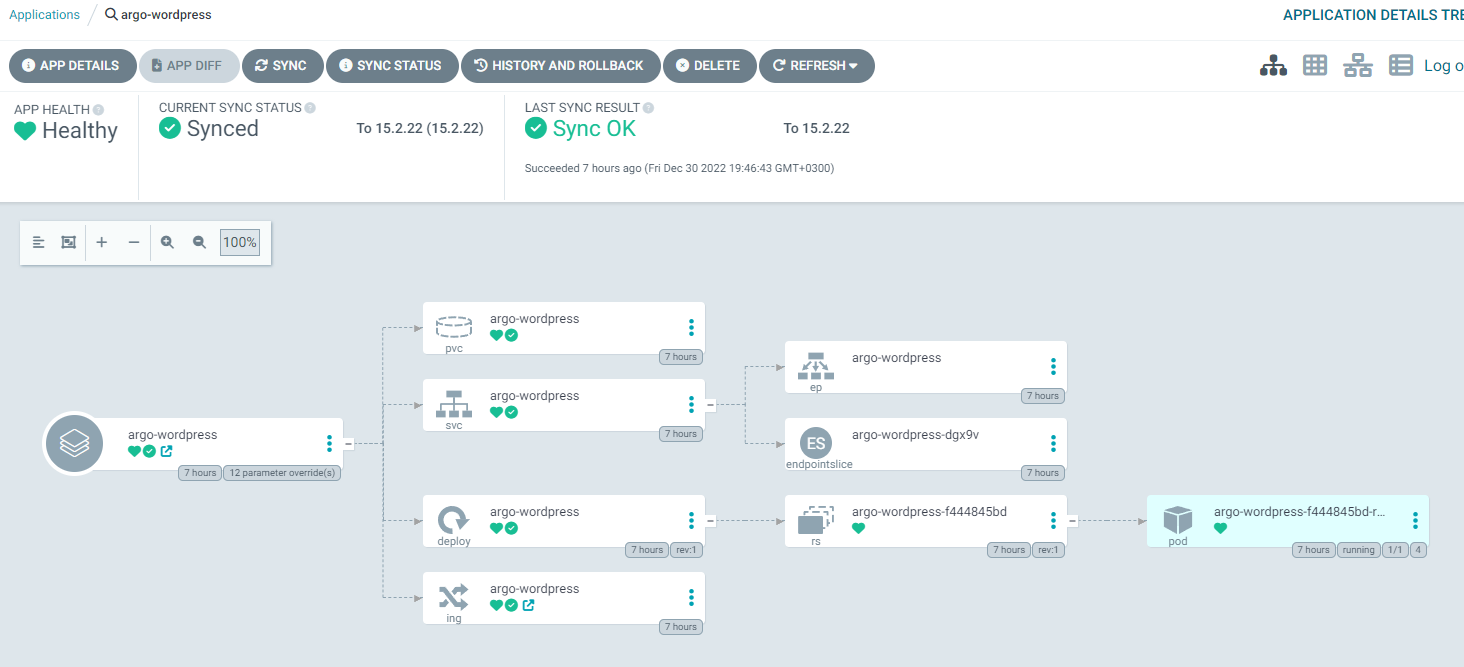 Applications / argo-wordpress
APPLICATION DETAILS TRE
APP DETAILS APP DIFF SYNC SYNC STATUS HISTORY AND ROLLBACK DELETE REFRESH
Log o
APP HEALTH
Healthy
CURRENT SYNC STATUS
Synced
To 15.2.22 (15.2.22)
LAST SYNC RESULT
Sync OK
To 15.2.22
Succeeded 7 hours ago (Fri Dec 30 2022 19:46:43 GMT+0300)
100%
argo-wordpress
7 hours 12 parameter override(s)
argo-wordpress
pvc
7 hours
argo-wordpress
svc
7 hours
argo-wordpress
deploy
7 hours rev:1
argo-wordpress
ing
7 hours
argo-wordpress
ep
7 hours
ES
argo-wordpress-dgx9v
endpointslice
7 hours
argo-wordpress-f444845bd
rs
7 hours rev:1
argo-wordpress-f444845bd-r...
pod
7 hours running 1/1 4